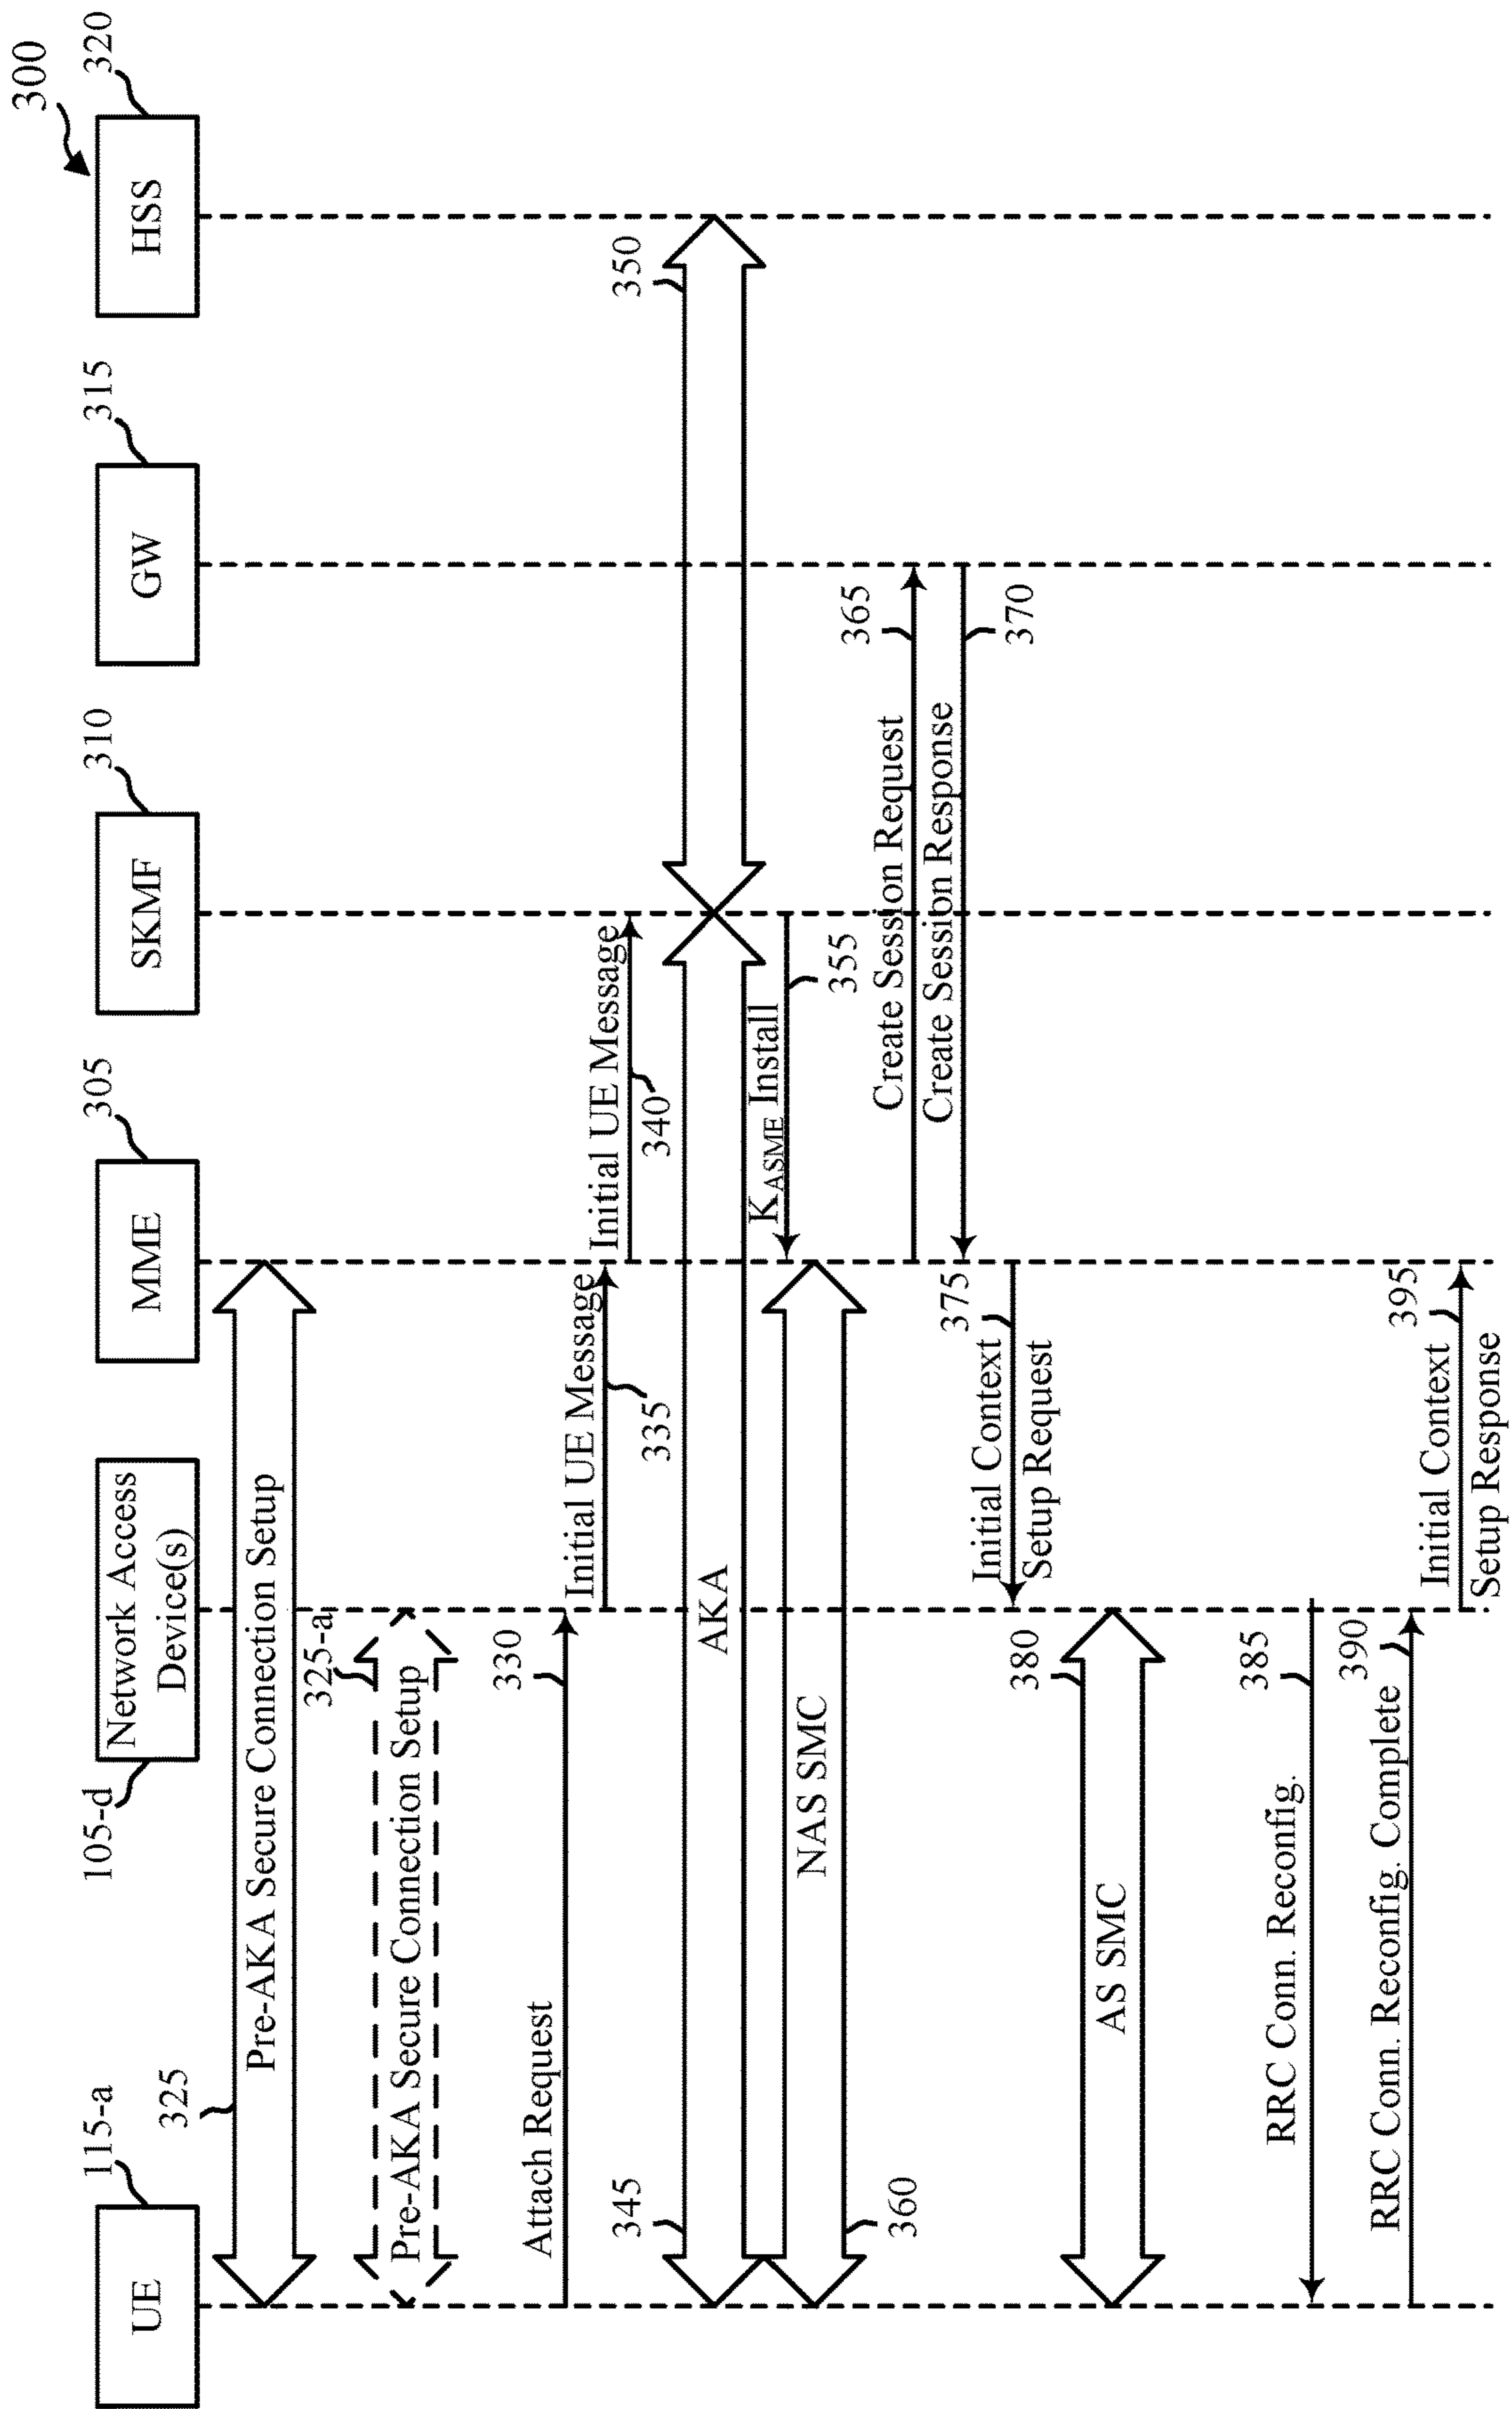 300
115-a
105-d
305
310
315
320
UE
Network Access
Device(s)
MME
SKMF
GW
HSS
325
Pre-AKA Secure Connection Setup
325-a
Pre-AKA Secure Connection Setup
330
Attach Request
Initial UE Message
335
Initial UE Message
340
345
350
AKA
KASME Install
355
NAS SMC
360
365
Create Session Request
Create Session Response
370
375
Initial Context
Setup Request
380
AS SMC
385
RRC Conn. Reconfig.
390
RRC Conn. Reconfig. Complete
395
Initial Context
Setup Response